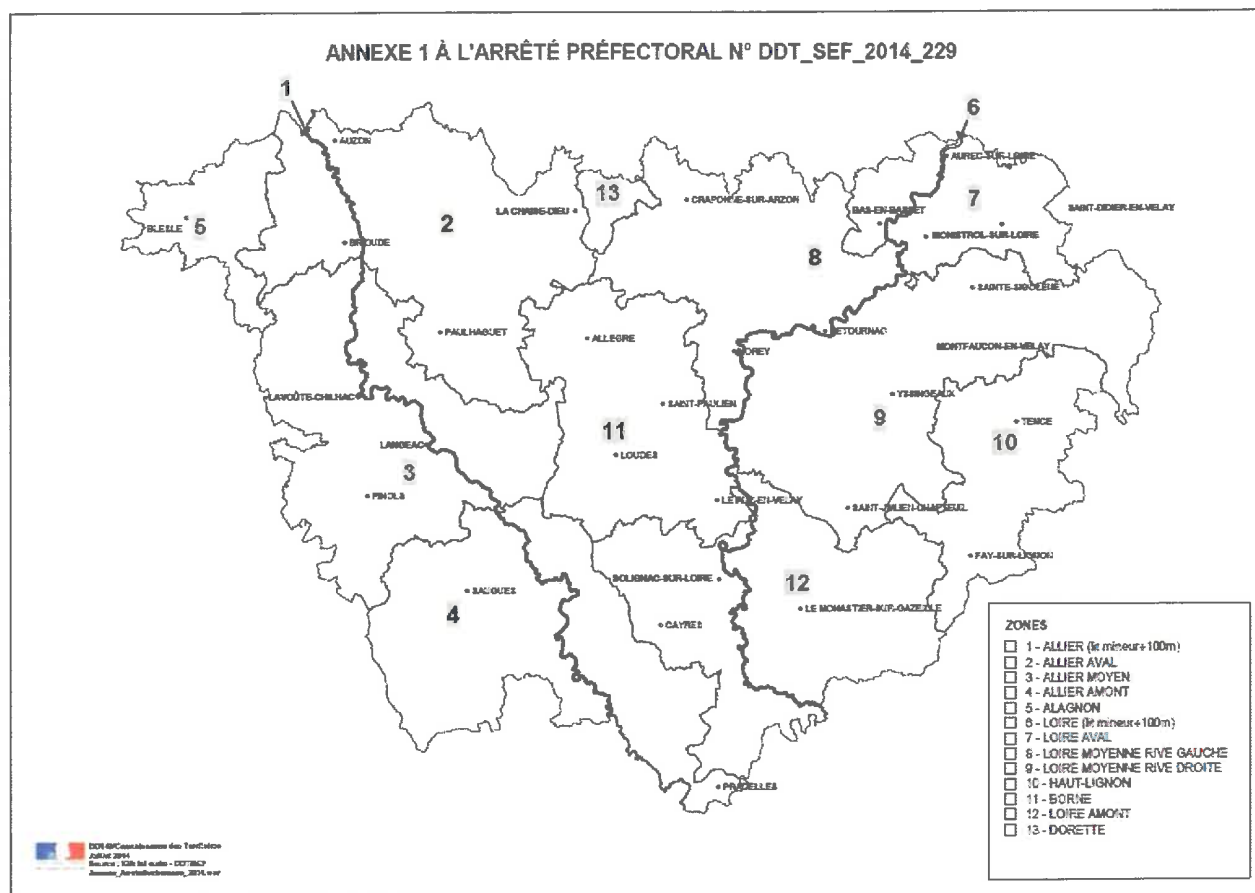 ANNEXE 1 À L'ARRÊTÉ PRÉFECTORAL N° DDT_SEF_2014_229
1
6
AUZON
AUREC-SUR-LOIRE
13
7
LA CHAISE-DIEU
CRAPONNE-SUR-ARZON
SAINT-DIDIER-EN-VELAY
BAS-EN-BASSET
BLESLE
5
2
MONISTROL-SUR-LOIRE
BRIOUDE
8
SAINTE-SIGOLENE
PAULHAGUET
ALLEGRE
RETOURNAC
VOREY
MONTFAUCON-EN-VELAY
LAVOÛTE-CHILHAC
SAINT-PAULIEN
YSSINGEAUX
9
TENCE
10
LANGEAC
11
LOUDES
3
PINOLS
LE PUY-EN-VELAY
SAINT-JULIEN-CHAPTEUIL
FAY-SUR-LIGNON
SOLIGNAC-SUR-LOIRE
12
SAUGUES
4
LE MONASTIER-SUR-GAZEILLE
CAYRES
PRADELLES
ZONES
1 - ALLIER (lit mineur+100m)
2 - ALLIER AVAL
3 - ALLIER MOYEN
4 - ALLIER AMONT
5 - ALAGNON
6 - LOIRE (lit mineur+100m)
7 - LOIRE AVAL
8 - LOIRE MOYENNE RIVE GAUCHE
9 - LOIRE MOYENNE RIVE DROITE
10 - HAUT-LIGNON
11 - BORNE
12 - LOIRE AMONT
13 - DORETTE
DDT43/Connaissance des Territoires
Juillet 2014